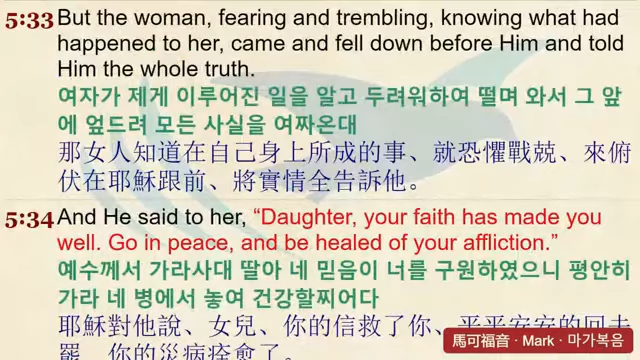 5:33 But the woman, fearing and trembling, knowing what had
happened to her, came and fell down before Him and told
Him the whole truth.
여자가 제게 이루어진 일을 알고 두려워하여 떨며 와서 그 앞
에 엎드려 모든 사실을 여짜온대
那女人知道在自己身上所成的事、就恐懼戰兢、來俯
伏在耶穌跟前、將實情全告訴他。
5:34 And He said to her, “Daughter, your faith has made you
well. Go in peace, and be healed of your affliction.”
예수께서 가라사대 딸아 네 믿음이 너를 구원하였으니 평안히
가라 네 병에서 놓여 건강할찌어다
耶穌對他說、女兒、你的信救了你、平平安安的回去
罷、你的災病痊愈了。
馬可福音 · Mark · 마가복음